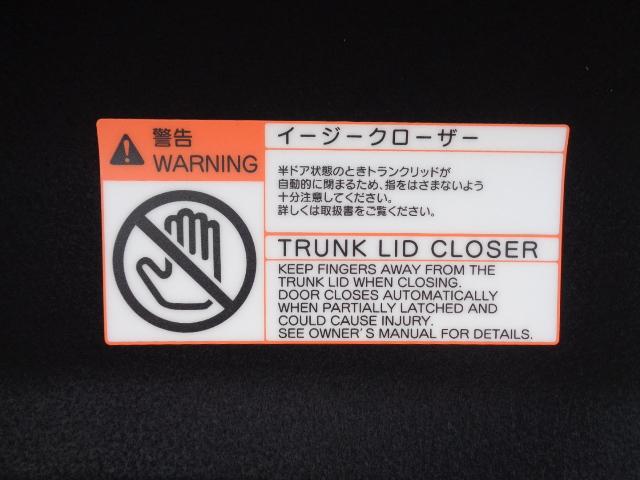 警告
WARNING
イージークローザー
半ドア状態のときトランクリッドが
自動的に閉まるため、指をはさまないよう
十分注意してください。
詳しくは取扱書をご覧ください。
TRUNK LID CLOSER
KEEP FINGERS AWAY FROM THE
TRUNK LID WHEN CLOSING.
DOOR CLOSES AUTOMATICALLY
WHEN PARTIALLY LATCHED AND
COULD CAUSE INJURY.
SEE OWNER'S MANUAL FOR DETAILS.